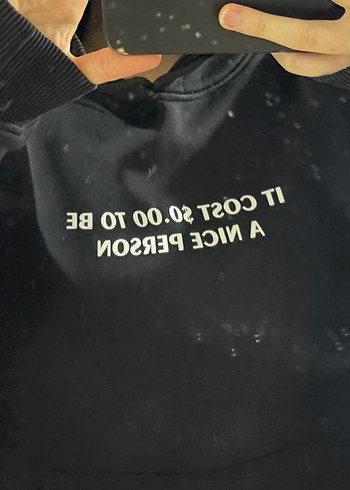 IT COST $0.00 TO BE
A NICE PERSON